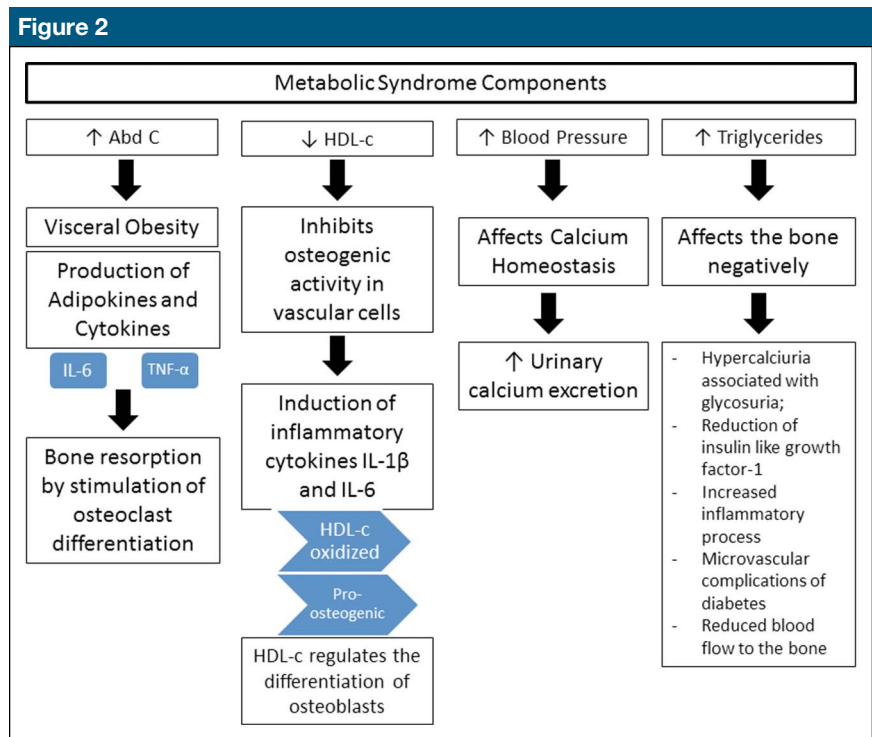 Figure 2
Metabolic Syndrome Components
↑ Abd C
Visceral Obesity
Production of
Adipokines and
Cytokines
IL-6
TNF-α
Bone resorption
by stimulation of
osteoclast
differentiation
↓ HDL-c
Inhibits
osteogenic
activity in
vascular cells
Induction of
inflammatory
cytokines IL-1β
and IL-6
HDL-c
oxidized
Pro-
osteogenic
HDL-c regulates the
differentiation of
osteoblasts
↑ Blood Pressure
Affects Calcium
Homeostasis
↑ Urinary
calcium excretion
↑ Triglycerides
Affects the bone
negatively
- Hypercalciuria
associated with
glycosuria;
- Reduction of
insulin like growth
factor-1
- Increased
inflammatory
process
- Microvascular
complications of
diabetes
- Reduced blood
flow to the bone